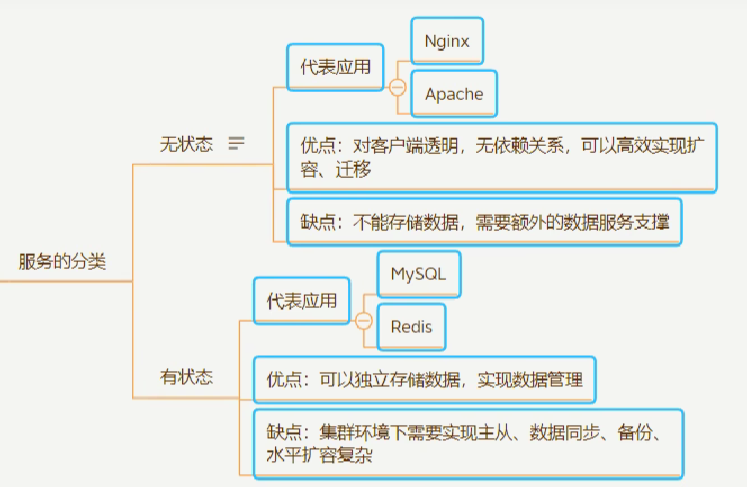 服务的分类
无状态
代表应用
Nginx
Apache
优点：对客户端透明，无依赖关系，可以高效实现扩
容、迁移
缺点：不能存储数据，需要额外的数据服务支撑
有状态
代表应用
MySQL
Redis
优点：可以独立存储数据，实现数据管理
缺点：集群环境下需要实现主从、数据同步、备份、
水平扩容复杂